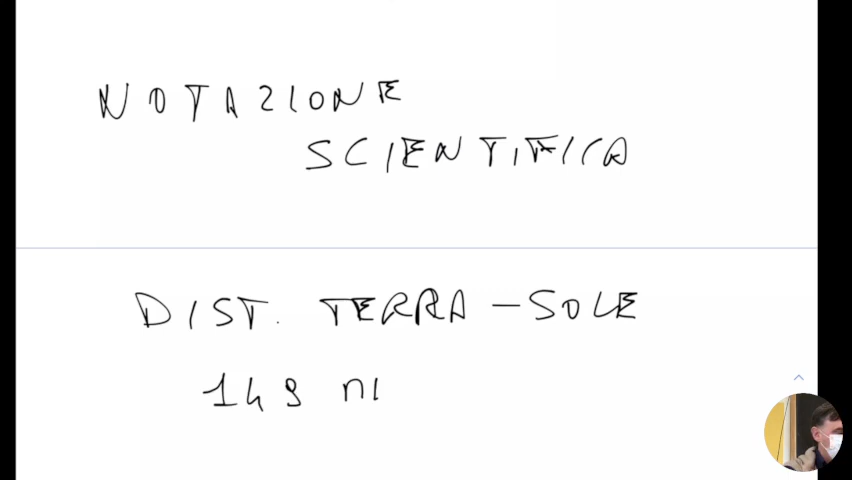 NOTAZIONE
SCIENTIFICA
DIST. TERRA - SOLE
149